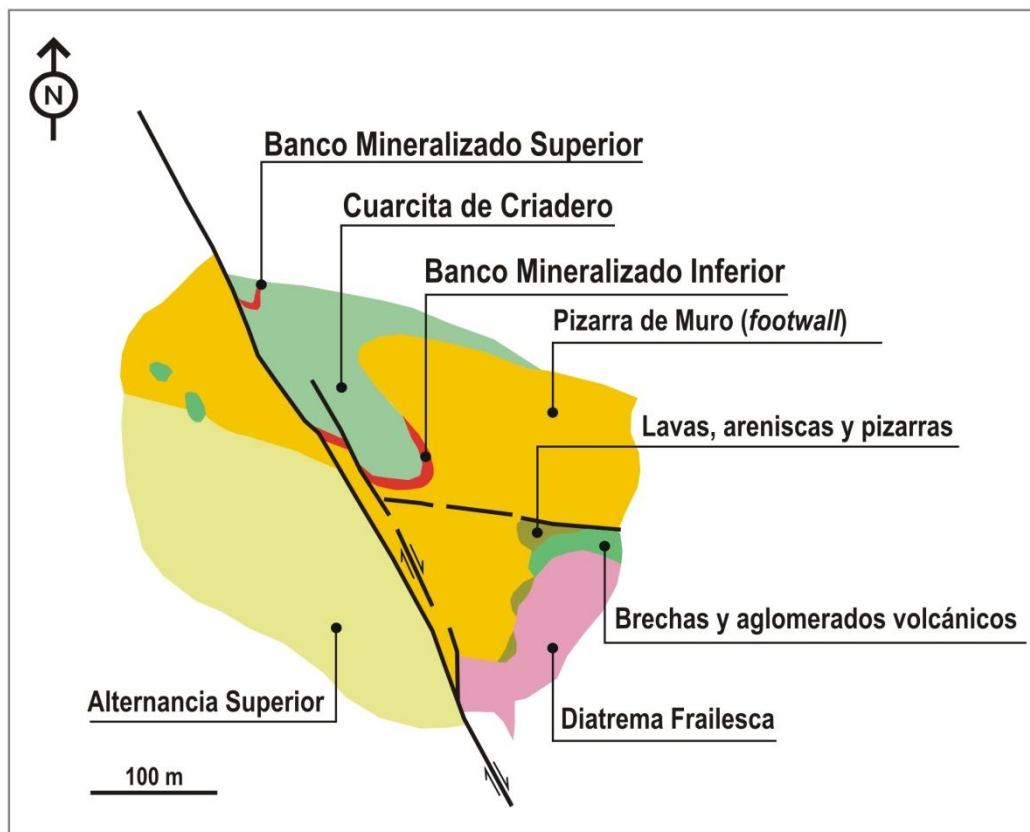 N
Banco Mineralizado Superior
Cuarcita de Criadero
Banco Mineralizado Inferior
Pizarra de Muro (footwall)
Lavas, areniscas y pizarras
Brechas y aglomerados volcánicos
Alternancia Superior
Diatrema Frailesca
100 m